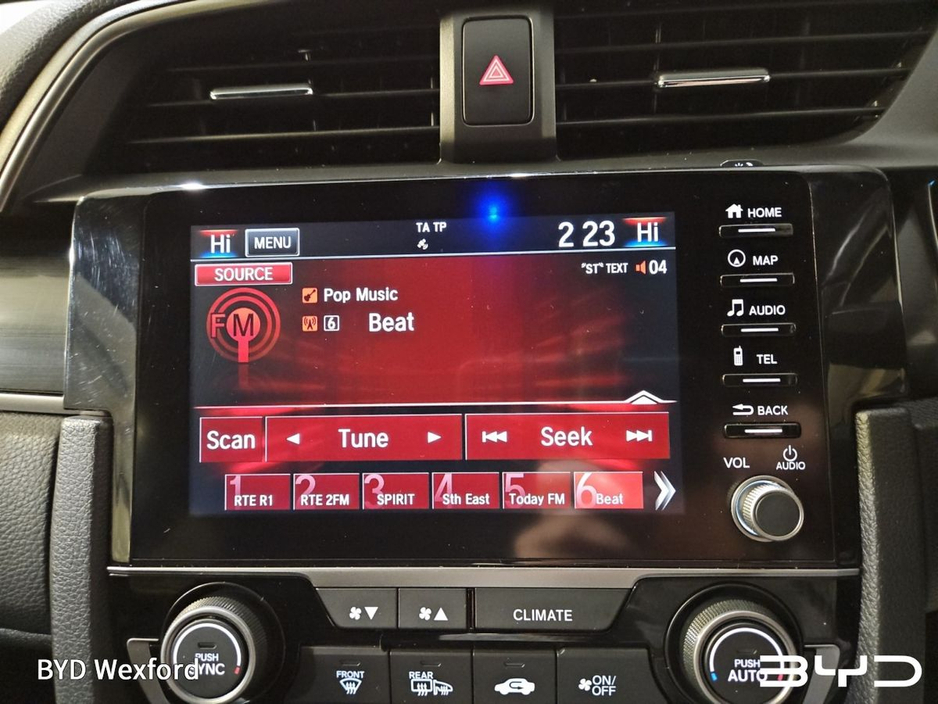 Hi MENU TA TP 2 23 Hi
SOURCE "ST" TEXT 04
Pop Music
FM
6 Beat
Scan Tune Seek
1 RTE R1 2 RTE 2FM 3 SPIRIT 4 Sth East 5 Today FM 6 Beat
HOME
MAP
AUDIO
TEL
BACK
VOL AUDIO
CLIMATE
PUSH
SYNC
FRONT
REAR
ON/
OFF
PUSH
AUTO
BYD Wexford
BYD